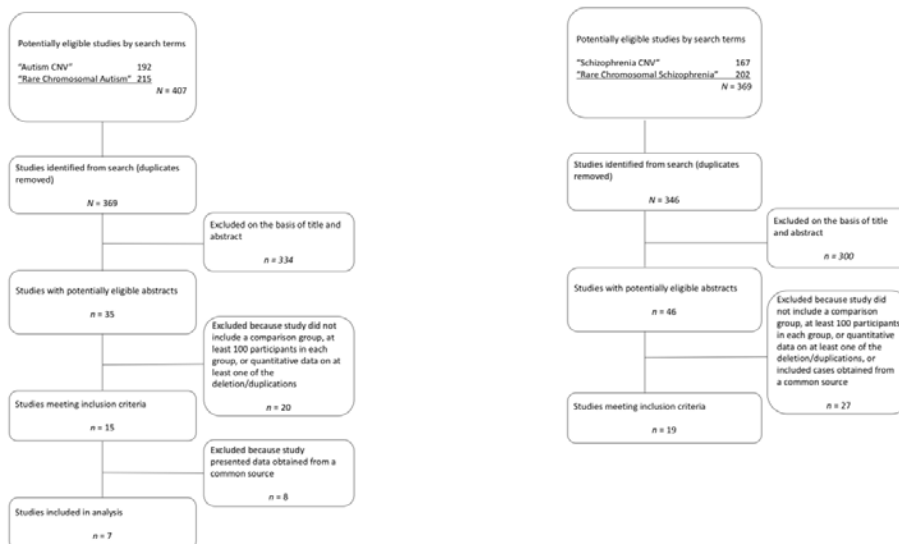 Potentially eligible studies by search terms
"Autism CNV" 192
"Rare Chromosomal Autism" 215
N = 407
Studies identified from search (duplicates
removed)
N = 369
Excluded on the basis of title and
abstract
n = 334
Studies with potentially eligible abstracts
n = 35
Excluded because study did not
include a comparison group, at
least 100 participants in each
group, or quantitative data on at
least one of the
deletion/duplications
n = 20
Studies meeting inclusion criteria
n = 15
Excluded because study
presented data obtained from a
common source
n = 8
Studies included in analysis
n = 7
Potentially eligible studies by search terms
"Schizophrenia CNV" 167
"Rare Chromosomal Schizophrenia" 202
N = 369
Studies identified from search (duplicates
removed)
N = 346
Excluded on the basis of title and
abstract
n = 300
Studies with potentially eligible abstracts
n = 46
Excluded because study did
not include a comparison
group, at least 100 participants
in each group, or quantitative
data on at least one of the
deletion/duplications, or
included cases obtained from
a common source
n = 27
Studies meeting inclusion criteria
n = 19